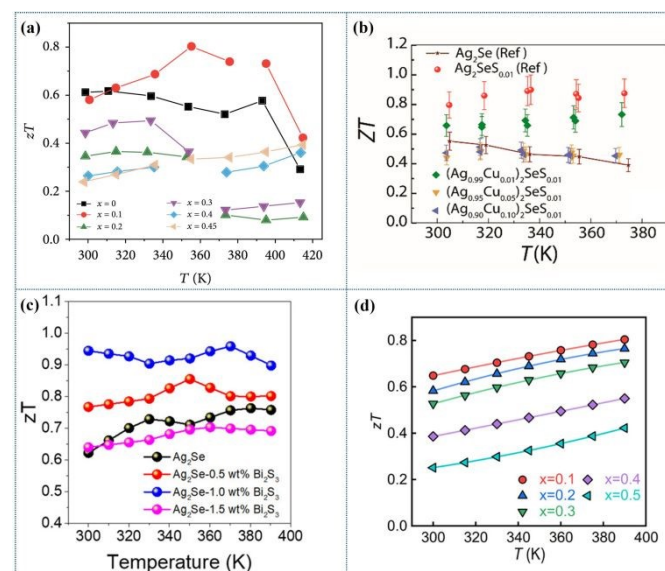 (a)
0.8
0.6
0.4
0.2
0.0
zT
300 320 340 360 380 400 420
T (K)
x = 0
x = 0.1
x = 0.2
x = 0.3
x = 0.4
x = 0.45
(b)
1.2
1.0
0.8
0.6
0.4
0.2
0.0
ZT
300 320 340 360 380
T(K)
Ag₂Se (Ref)
Ag₂SeS₀.₀₁ (Ref)
(Ag₀.₉₉Cu₀.₀₁)₂SeS₀.₀₁
(Ag₀.₉₅Cu₀.₀₅)₂SeS₀.₀₁
(Ag₀.₉₀Cu₀.₁₀)₂SeS₀.₀₁
(c)
1.1
1.0
0.9
0.8
0.7
0.6
0.5
0.4
zT
300 320 340 360 380 400
Temperature (K)
Ag₂Se
Ag₂Se-0.5 wt% Bi₂S₃
Ag₂Se-1.0 wt% Bi₂S₃
Ag₂Se-1.5 wt% Bi₂S₃
(d)
0.8
0.6
0.4
0.2
0.0
zT
300 320 340 360 380 400
T (K)
x=0.1
x=0.2
x=0.3
x=0.4
x=0.5